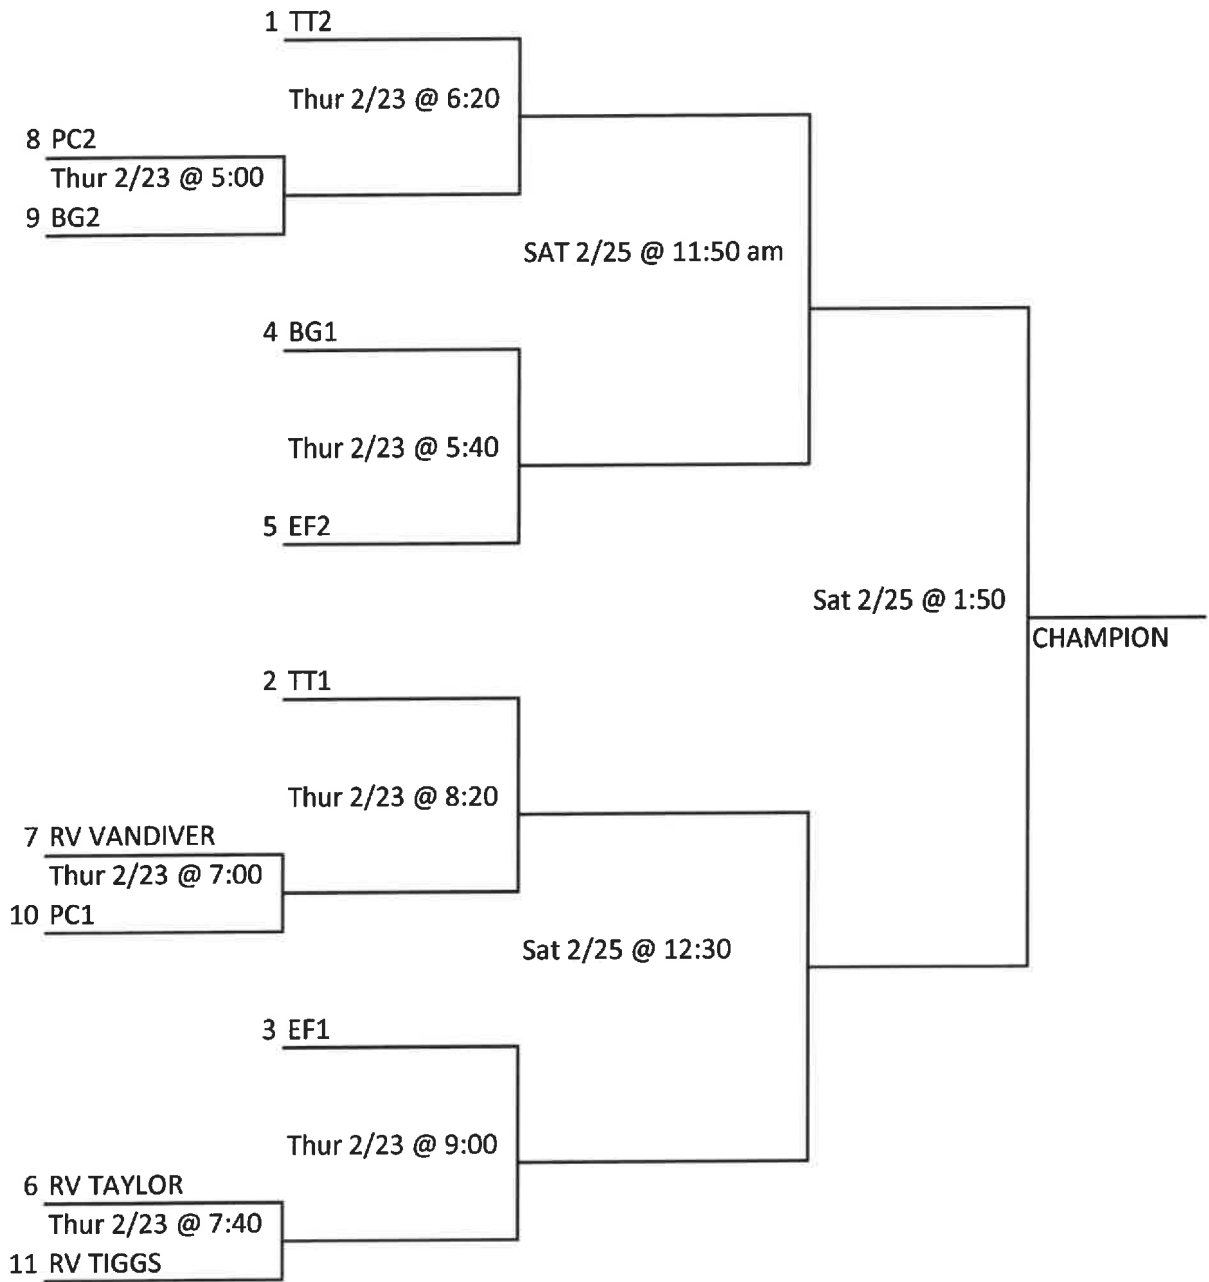 1 TT2
Thur 2/23 @ 6:20
8 PC2
Thur 2/23 @ 5:00
9 BG2
SAT 2/25 @ 11:50 am
4 BG1
Thur 2/23 @ 5:40
5 EF2
Sat 2/25 @ 1:50
CHAMPION
2 TT1
Thur 2/23 @ 8:20
7 RV VANDIVER
Thur 2/23 @ 7:00
10 PC1
Sat 2/25 @ 12:30
3 EF1
Thur 2/23 @ 9:00
6 RV TAYLOR
Thur 2/23 @ 7:40
11 RV TIGGS